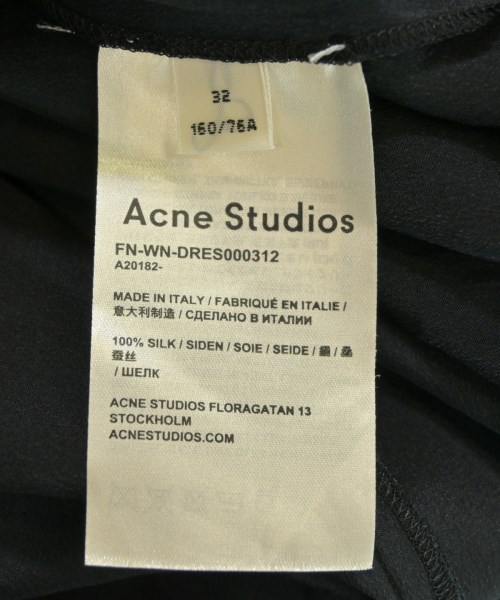 32
160/76A
Acne Studios
FN-WN-DRES000312
A20182-
MADE IN ITALY / FABRIQUÉ EN ITALIE /
意大利制造 / СДЕЛАНО В ИТАЛИИ
100% SILK / SIDEN / SOIE / SEIDE / 絹 / 桑
蚕丝
/ ШЕЛК
ACNE STUDIOS FLORAGATAN 13
STOCKHOLM
ACNESTUDIOS.COM